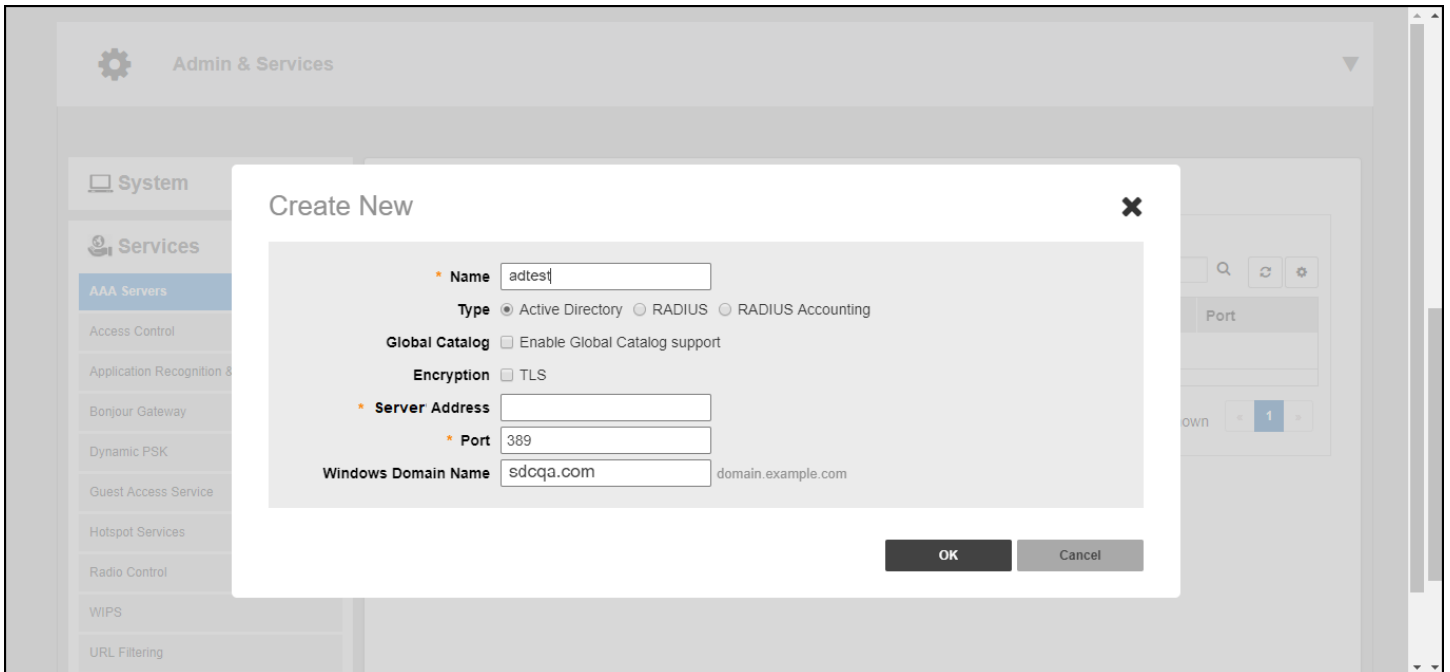 Admin & Services
System
Services
AAA Servers
Access Control
Application Recognition &
Bonjour Gateway
Dynamic PSK
Guest Access Service
Hotspot Services
Radio Control
WIPS
URL Filtering
Create New
* Name adtest
Type Active Directory RADIUS RADIUS Accounting
Global Catalog Enable Global Catalog support
Encryption TLS
* Server Address
* Port 389
Windows Domain Name sdcqa.com domain.example.com
OK Cancel
Port
own « 1 »